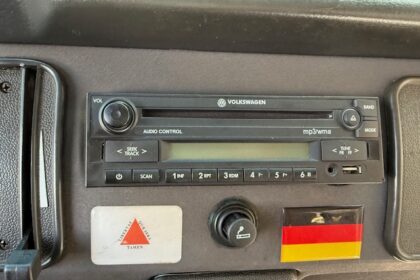 VOL
VOLKSWAGEN
BAND
AUDIO CONTROL
mp3/wma
MODE
< SEEK >
TRACK
< TUNE >
SCAN
1 INF
2 RPT
3 RDM
4
5
6
TAMES